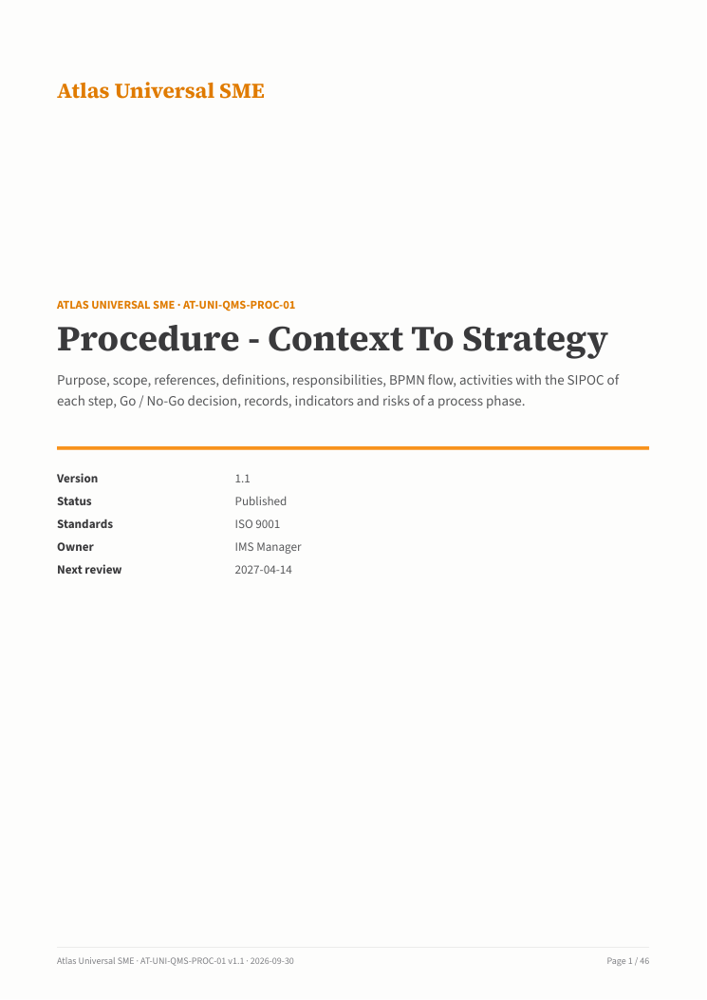 Atlas Universal SME
ATLAS UNIVERSAL SME · AT-UNI-QMS-PROC-01
Procedure - Context To Strategy
Purpose, scope, references, definitions, responsibilities, BPMN flow, activities with the SIPOC of
each step, Go / No-Go decision, records, indicators and risks of a process phase.
Version 1.1
Status Published
Standards ISO 9001
Owner IMS Manager
Next review 2027-04-14
Atlas Universal SME · AT-UNI-QMS-PROC-01 v1.1 · 2026-09-30 Page 1 / 46